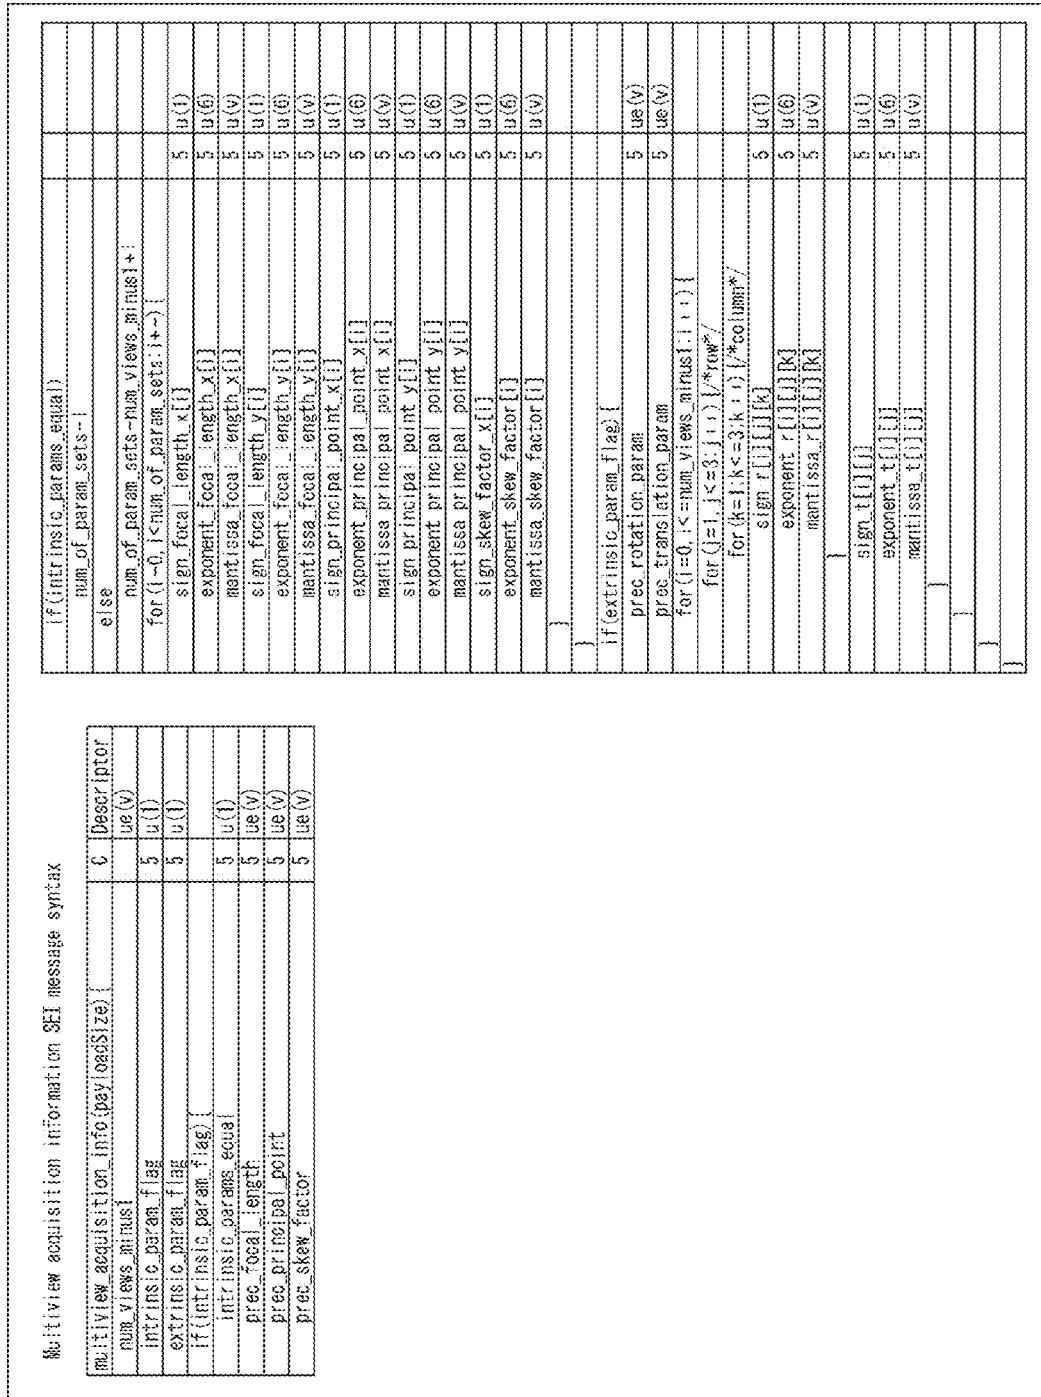 Multiview acquisition information SEI message syntax
multiview_acquisition_info(payloadSize){ C Descriptor
num_views_minus1 ue(v)
intrinsic_param_flag 5 u(1)
extrinsic_param_flag 5 u(1)
if(intrinsic_param_flag){
intrinsic_params_equal 5 u(1)
prec_focal_length 5 ue(v)
prec_principal_point 5 ue(v)
prec_skew_factor 5 ue(v)
if(intrinsic_params_equal)
num_of_param_sets=1
else
num_of_param_sets=num_views_minus1+1
for(i=0;i<num_of_param_sets;i++){
sign_focal_length_x[i] 5 u(1)
exponent_focal_length_x[i] 5 u(6)
mantissa_focal_length_x[i] 5 u(v)
sign_focal_length_y[i] 5 u(1)
exponent_focal_length_y[i] 5 u(6)
mantissa_focal_length_y[i] 5 u(v)
sign_principal_point_x[i] 5 u(1)
exponent_principal_point_x[i] 5 u(6)
mantissa_principal_point_x[i] 5 u(v)
sign_principal_point_y[i] 5 u(1)
exponent_principal_point_y[i] 5 u(6)
mantissa_principal_point_y[i] 5 u(v)
sign_skew_factor_x[i] 5 u(1)
exponent_skew_factor[i] 5 u(6)
mantissa_skew_factor[i] 5 u(v)
}
}
if(extrinsic_param_flag){
prec_rotation_param 5 ue(v)
prec_translation_param 5 ue(v)
for(i=0;i<=num_views_minus1;i++){
for(j=1;j<=3;j++){/*row*/
for(k=1;k<=3;k++){/*column*/
sign_r[i][j][k] 5 u(1)
exponent_r[i][j][k] 5 u(6)
mantissa_r[i][j][k] 5 u(v)
}
sign_t[i][j] 5 u(1)
exponent_t[i][j] 5 u(6)
mantissa_t[i][j] 5 u(v)
}
}
}
}